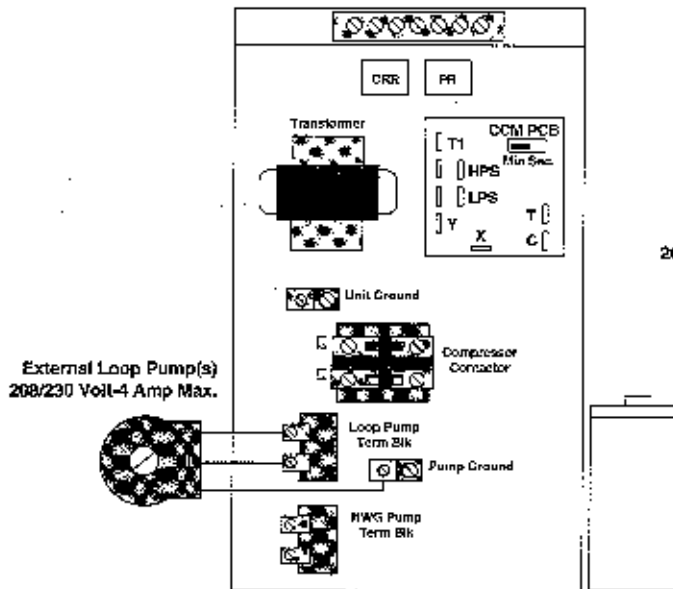 CRR
PR
Transformer
CCM PCB
T1
Min Sec.
HPS
LPS
Y
T
X
C
Unit Ground
Compressor
Contactor
External Loop Pump(s)
208/230 Volt-4 Amp Max.
Loop Pump
Term Blk
Pump Ground
HWG Pump
Term Blk